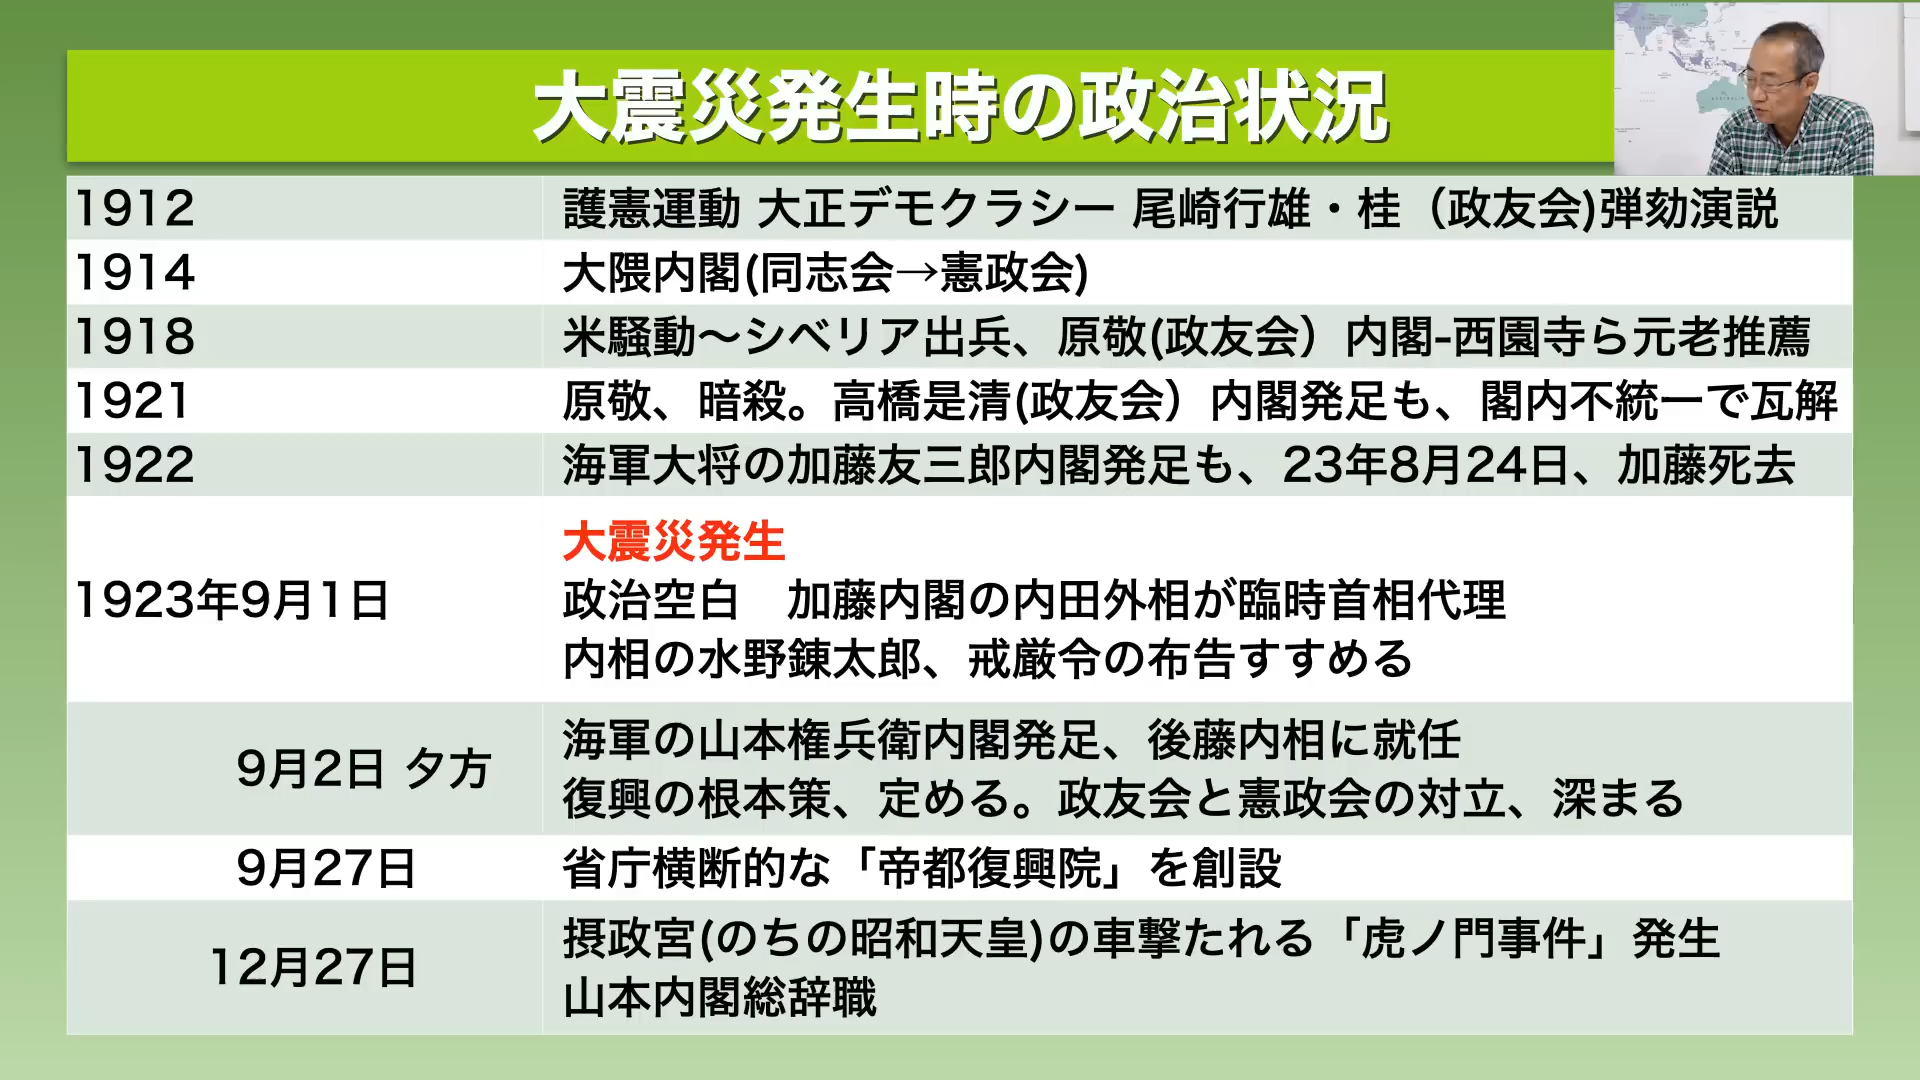 大震災発生時の政治状況
1912 護憲運動 大正デモクラシー 尾崎行雄・桂（政友会)弾劾演説
1914 大隈内閣(同志会→憲政会)
1918 米騒動〜シベリア出兵、原敬(政友会）内閣-西園寺ら元老推薦
1921 原敬、暗殺。高橋是清(政友会）内閣発足も、閣内不統一で瓦解
1922 海軍大将の加藤友三郎内閣発足も、23年8月24日、加藤死去
1923年9月1日
大震災発生
政治空白　加藤内閣の内田外相が臨時首相代理
内相の水野錬太郎、戒厳令の布告すすめる
9月2日 夕方
海軍の山本権兵衛内閣発足、後藤内相に就任
復興の根本策、定める。政友会と憲政会の対立、深まる
9月27日 省庁横断的な「帝都復興院」を創設
12月27日
摂政宮(のちの昭和天皇)の車撃たれる「虎ノ門事件」発生
山本内閣総辞職